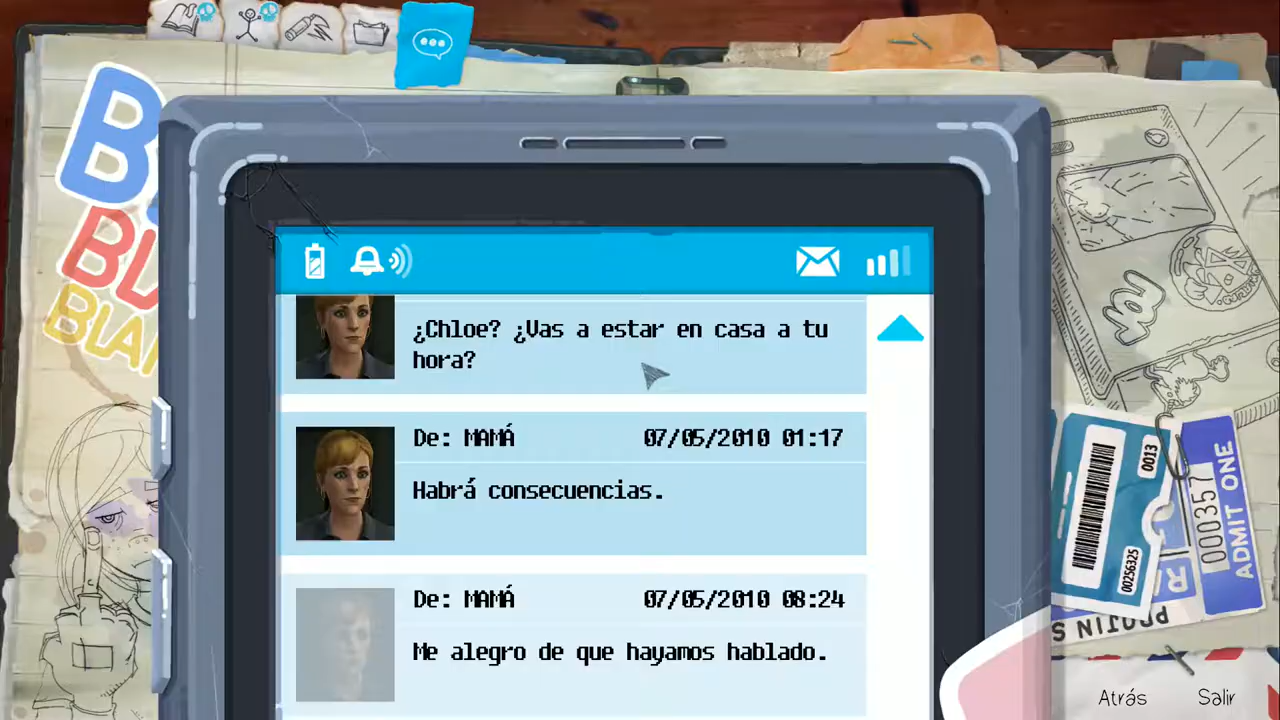 ¿Chloe? ¿Vas a estar en casa a tu
hora?
De: MAMÁ 07/05/2010 01:17
Habrá consecuencias.
De: MAMÁ 07/05/2010 08:24
Me alegro de que hayamos hablado.
0013
00256325
000357
ADMIT ONE
Atrás Salir